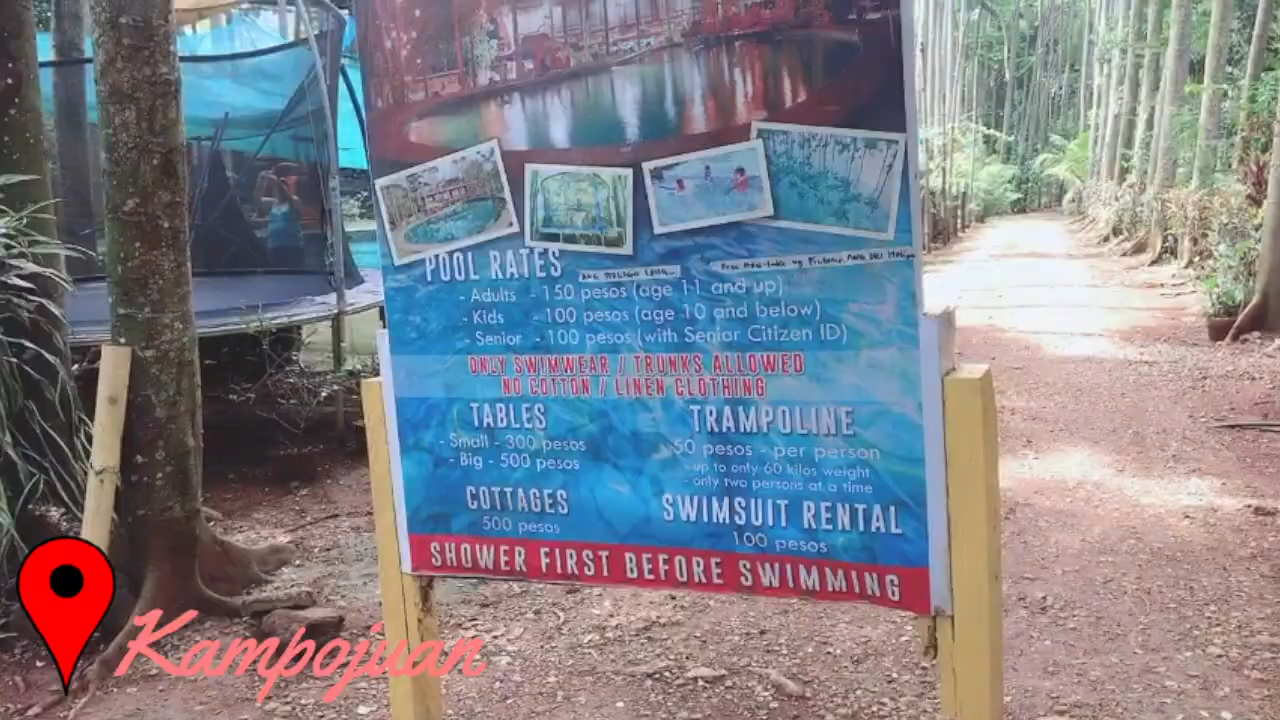 POOL RATES
- Adults - 150 pesos (age 11 and up)
- Kids - 100 pesos (age 10 and below)
- Senior - 100 pesos (with Senior Citizen ID)
ONLY SWIMWEAR / TRUNKS ALLOWED
NO COTTON / LINEN CLOTHING
TABLES
- Small - 300 pesos
- Big - 500 pesos
TRAMPOLINE
50 pesos - per person
- up to only 60 kilos weight
- only two persons at a time
COTTAGES
500 pesos
SWIMSUIT RENTAL
100 pesos
SHOWER FIRST BEFORE SWIMMING
Kampojuan